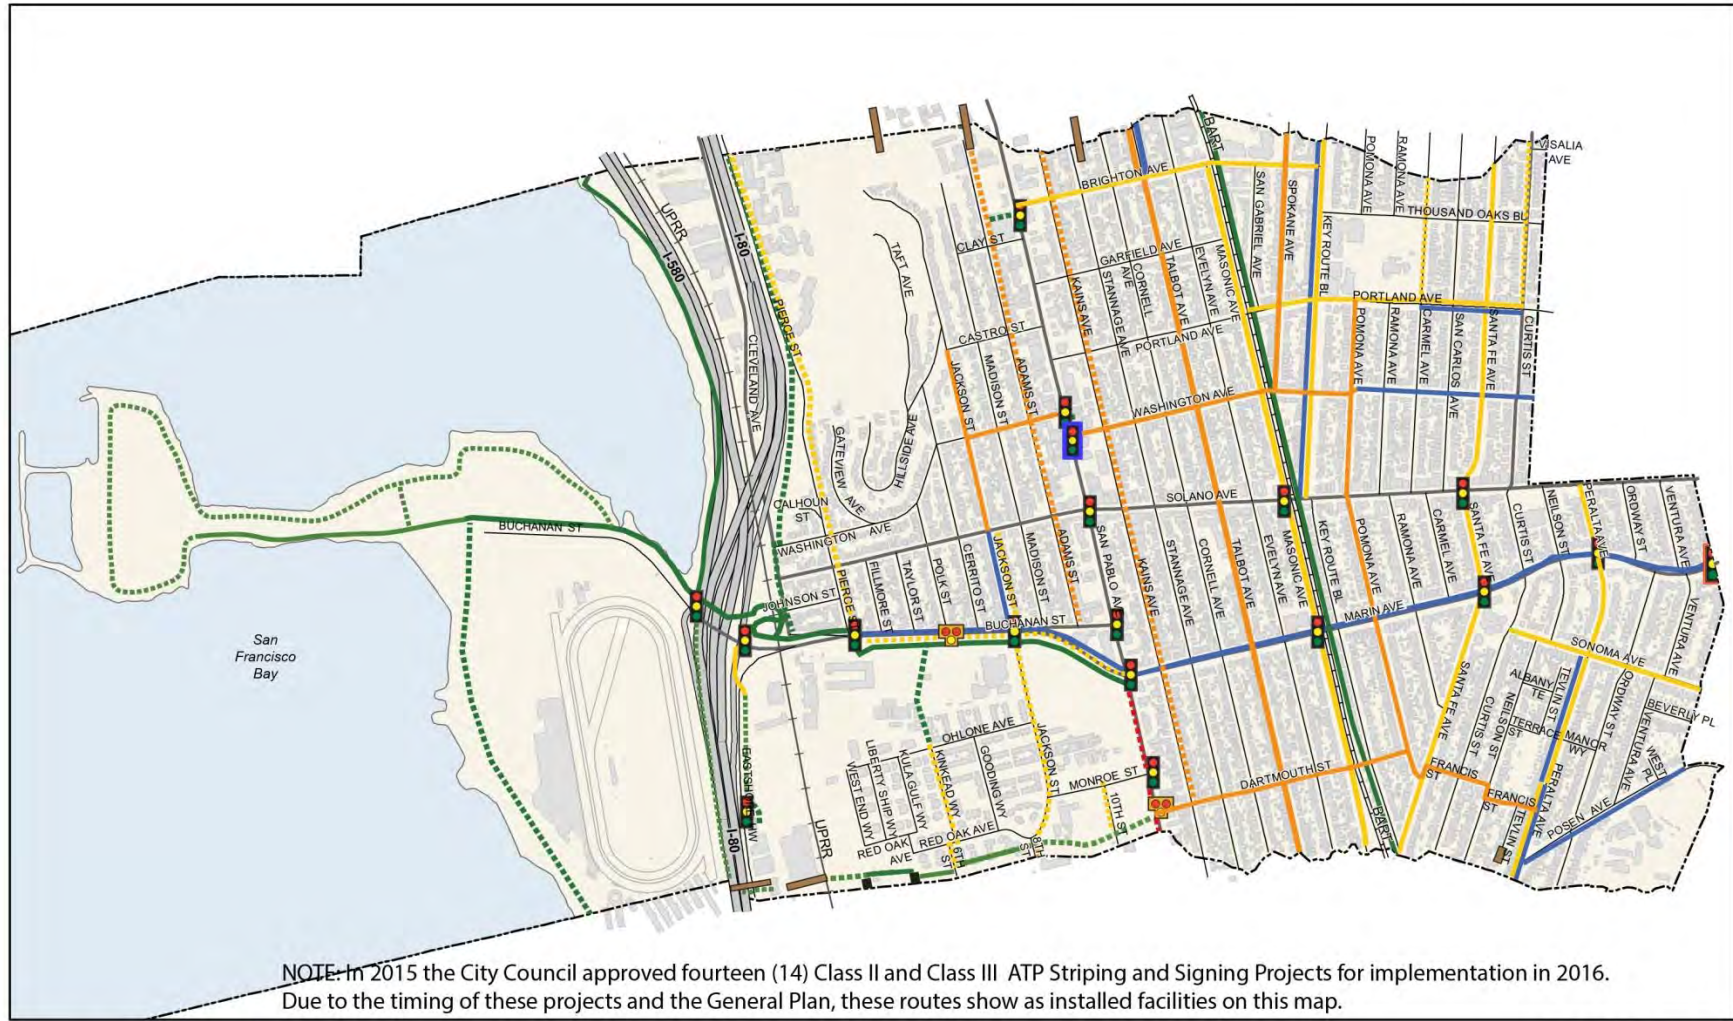 VISALIA
AVE
BART
BRIGHTON AVE
POMONA AVE
RAMONA AVE
THOUSAND OAKS BL
SAN GABRIEL AVE
SPOKANE AVE
KEY ROUTE BL
UPRR
I-80
I-580
CLAY ST
TAFT AVE
GARFIELD AVE
KAINS AVE
STANNAGE AVE
CORNELL
AVE
TALBOT AVE
EVELYN AVE
MASONIC AVE
PIERCE ST
CLEVELAND AVE
CASTRO ST
PORTLAND AVE
PORTLAND AVE
POMONA AVE
RAMONA AVE
CARMEL AVE
SAN CARLOS AVE
SANTA FE AVE
CURTIS ST
JACKSON ST
MADISON ST
ADAMS ST
WASHINGTON AVE
GATEVIEW
AVE
HILLSIDE AVE
CALHOUN
ST
WASHINGTON AVE
SOLANO AVE
BUCHANAN ST
PERALTA AVE
ORDWAY ST
VENTURA AVE
NEILSON ST
CURTIS ST
SANTA FE AVE
CARMEL AVE
RAMONA AVE
POMONA AVE
KEY ROUTE BL
MASONIC AVE
EVELYN AVE
TALBOT AVE
CORNELL AVE
STANNAGE AVE
KAINS AVE
SAN PABLO AVE
ADAMS ST
MADISON ST
JACKSON ST
CERRITO ST
POLK ST
TAYLOR ST
FILLMORE ST
PIERCE ST
JOHNSON ST
BUCHANAN ST
MARIN AVE
San
Francisco
Bay
SONOMA AVE
VENTURA AVE
SANTA FE AVE
CURTIS ST
NEILSON ST
ALBANY
TE
TERRACE
ST
TEVLIN ST
MANOR
WY
ORDWAY ST
VENTURA AVE
BEVERLY PL
WEST
PL
POSEN AVE
PERALTA AVE
FRANCIS
ST
FRANCIS
ST
TEVLIN ST
DARTMOUTH ST
BART
OHLONE AVE
JACKSON ST
MONROE ST
10TH ST
GOODING WY
KINKEAD WY
KULA GULF WY
LIBERTY SHIP WY
WEST END WY
RED OAK AVE
RED OAK
AVE
6TH
ST
8TH
ST
I-80
UPRR
NOTE: In 2015 the City Council approved fourteen (14) Class II and Class III ATP Striping and Signing Projects for implementation in 2016.
Due to the timing of these projects and the General Plan, these routes show as installed facilities on this map.